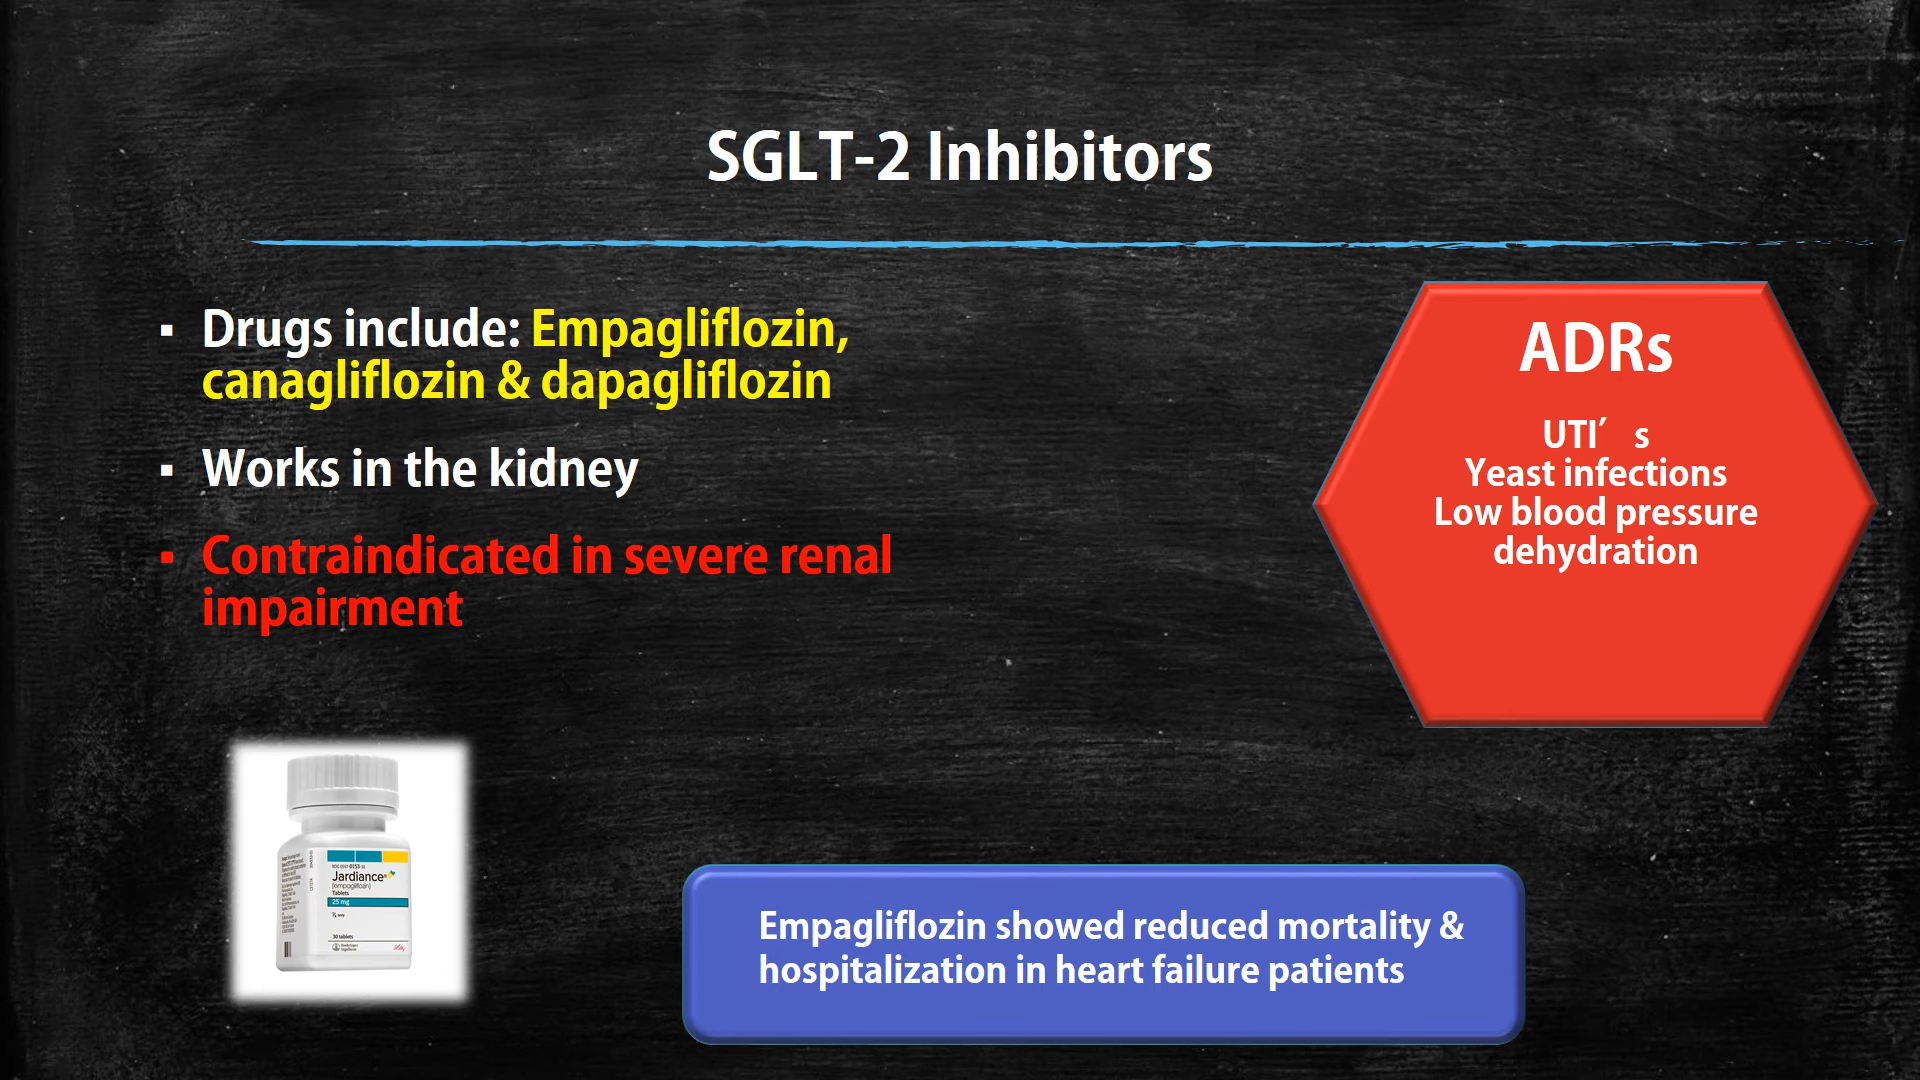 SGLT-2 Inhibitors
▪ Drugs include: Empagliflozin,
canagliflozin & dapagliflozin
▪ Works in the kidney
▪ Contraindicated in severe renal
impairment
ADRs
UTI′ s
Yeast infections
Low blood pressure
dehydration
Jardiance
(empagliflozin)
Tablets
25 mg
30 tablets
Empagliflozin showed reduced mortality &
hospitalization in heart failure patients